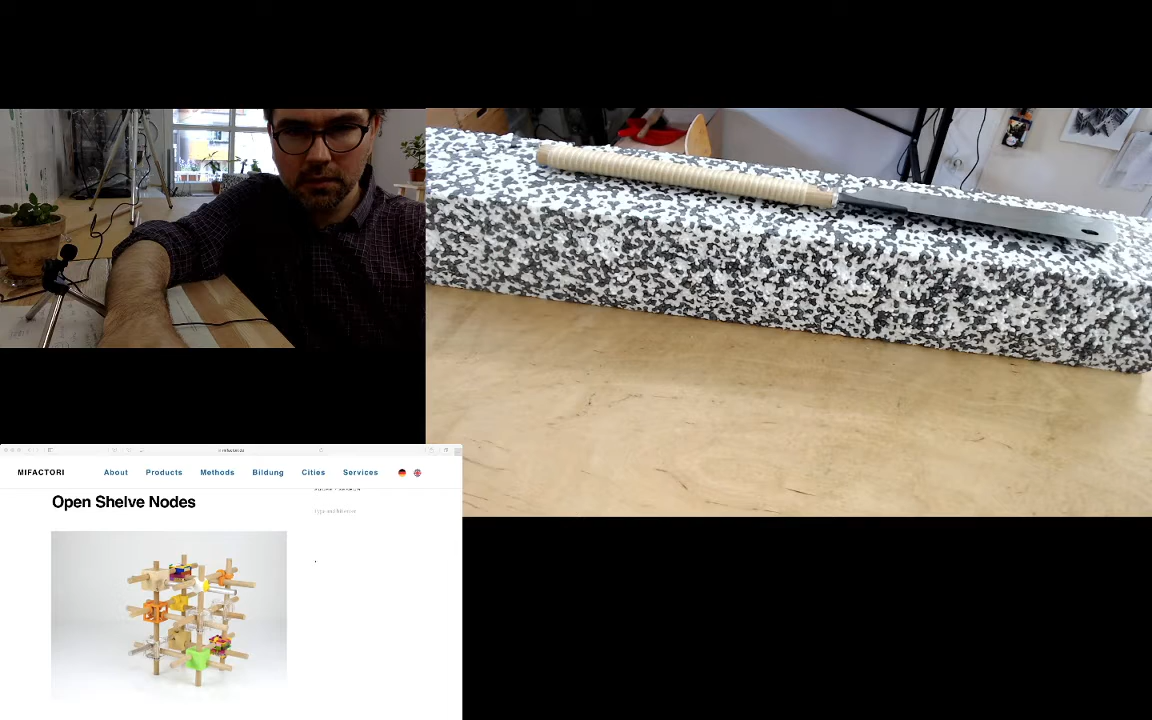 MIFACTORI
About
Products
Methods
Bildung
Cities
Services
Open Shelve Nodes